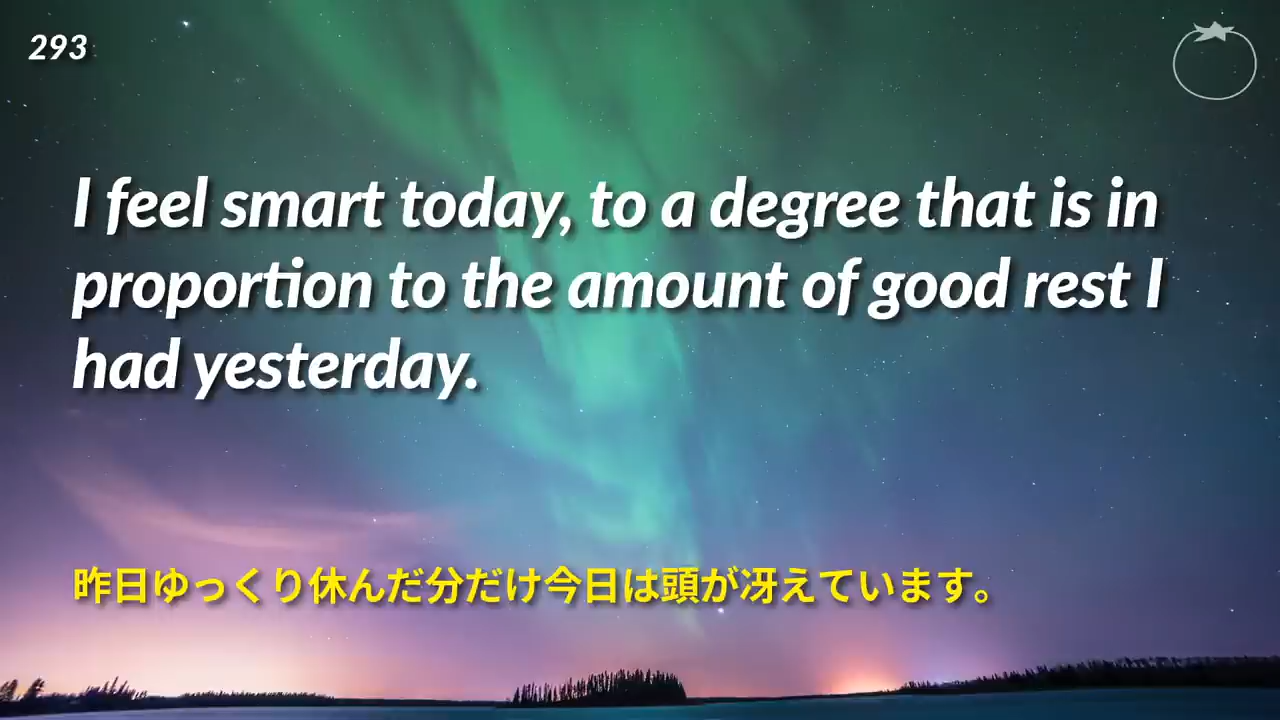 293
I feel smart today, to a degree that is in
proportion to the amount of good rest I
had yesterday.
昨日ゆっくり休んだ分だけ今日は頭が冴えています。